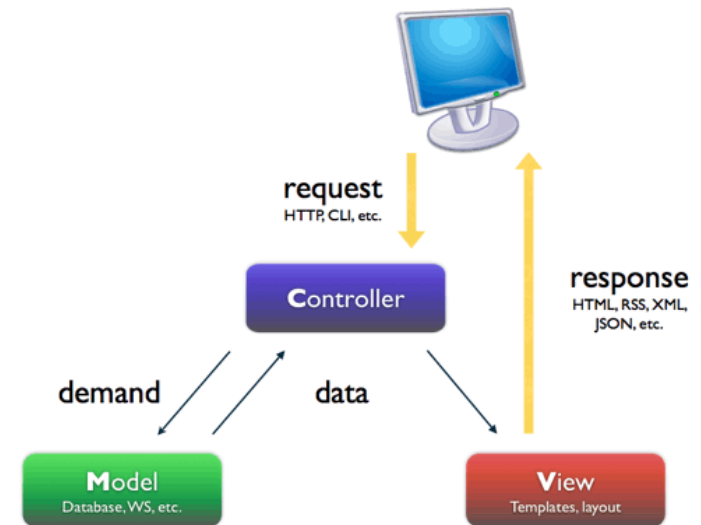 request
HTTP, CLI, etc.
Controller
response
HTML, RSS, XML,
JSON, etc.
demand
data
Model
Database, WS, etc.
View
Templates, layout